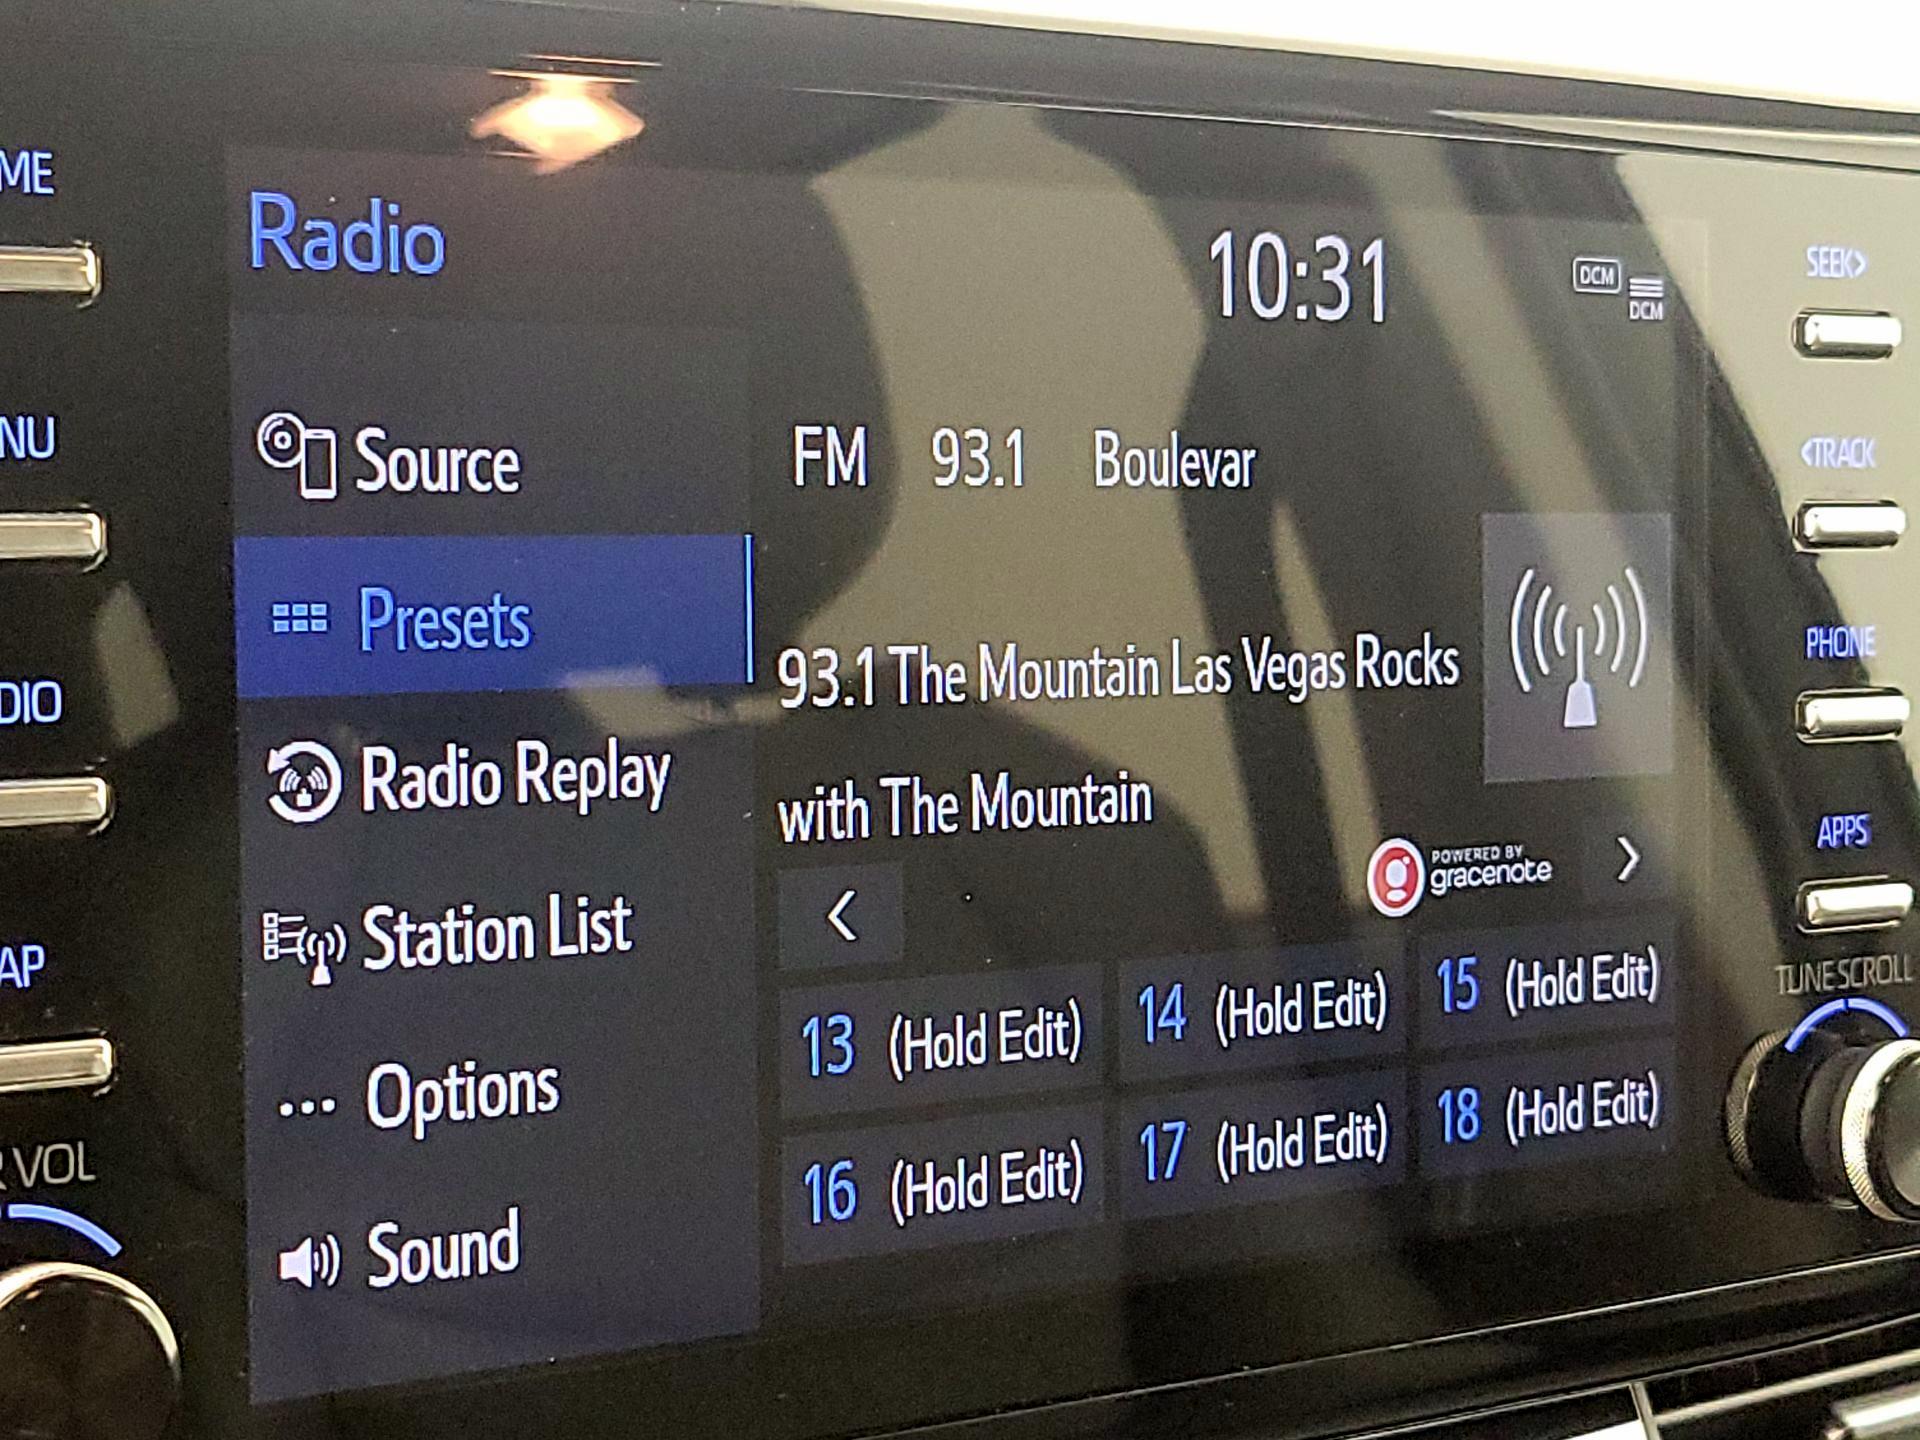 ME
NU
DIO
AP
R VOL
Radio
10:31
DCM
DCM
Source
Presets
Radio Replay
Station List
Options
Sound
FM 93.1 Boulevar
93.1 The Mountain Las Vegas Rocks
with The Mountain
POWERED BY
gracenote
<
>
13 (Hold Edit) 14 (Hold Edit) 15 (Hold Edit)
16 (Hold Edit) 17 (Hold Edit) 18 (Hold Edit)
SEEK>
<TRACK
PHONE
APPS
TUNE SCROLL